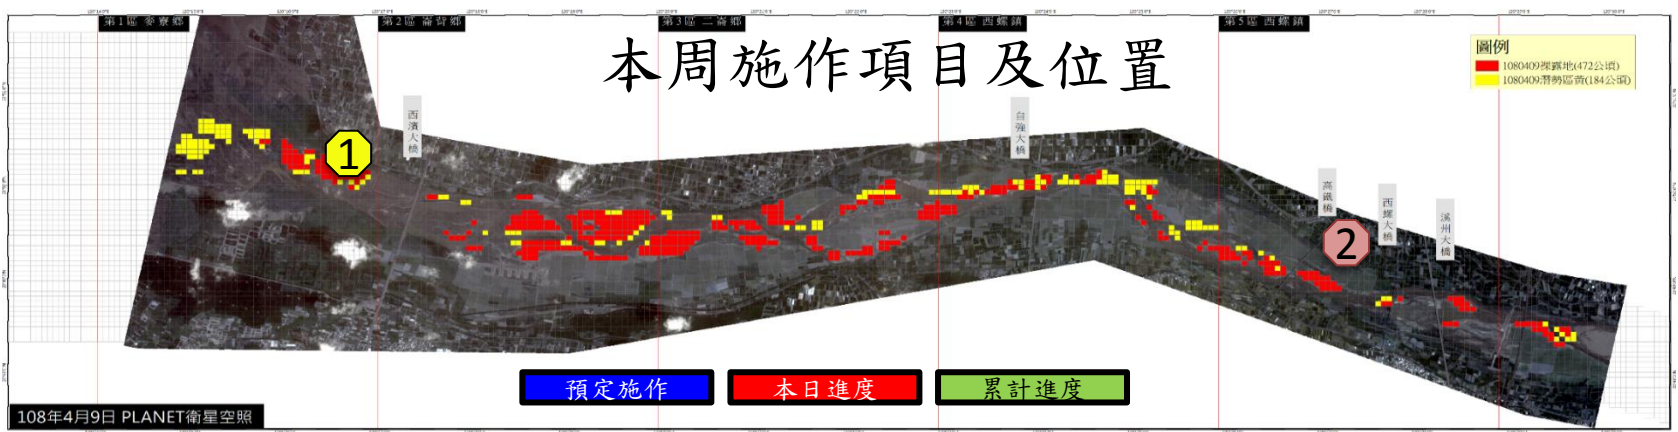 第1區 麥寮鄉
第2區 崙背鄉
第3區 二崙鄉
第4區 西螺鎮
第5區 西螺鎮
本周施作項目及位置
圖例
1080409裸露地(472公頃)
1080409潛勢區黃(184公頃)
西濱大橋
自強大橋
高鐵橋
西螺大橋
溪州大橋
1
2
預定施作
本日進度
累計進度
108年4月9日 PLANET衛星空照